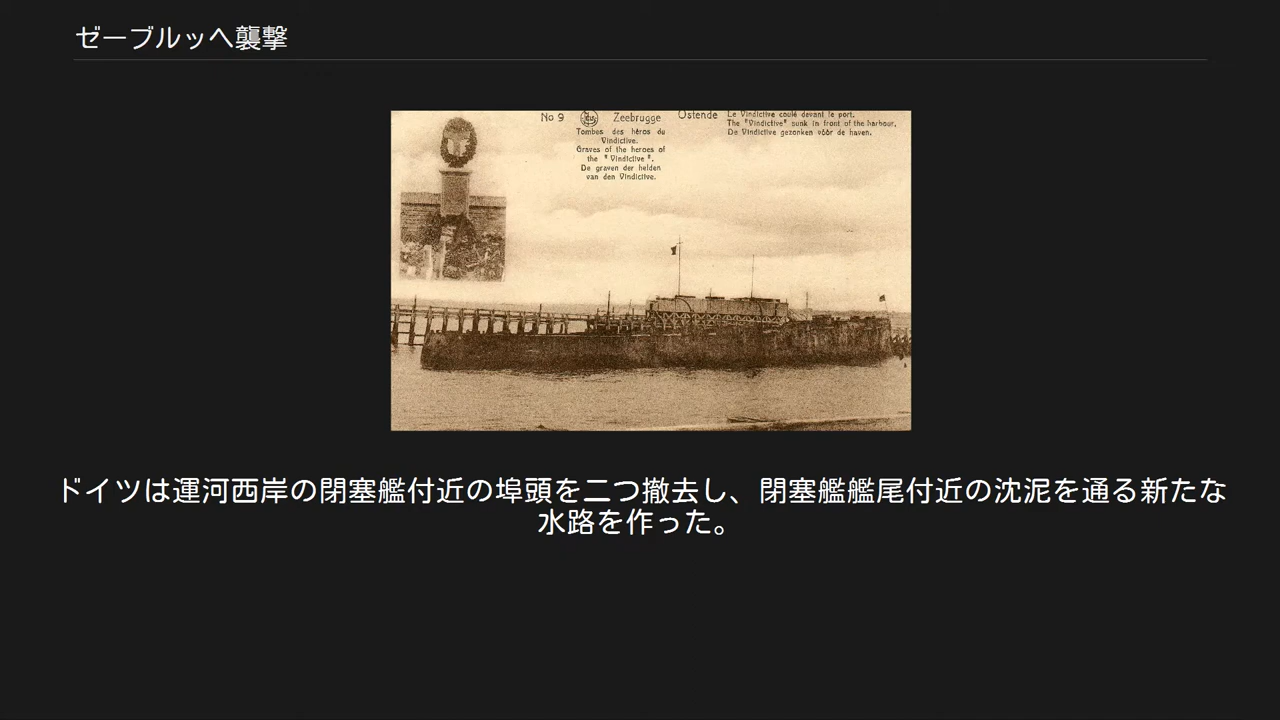 ゼーブルッへ襲撃
No 9 Zeebrugge Ostende
Tombes des héros du
Vindictive.
Graves of the heroes of
the "Vindictive".
De graven der helden
van den Vindictive.
Le Vindictive coulé devant le port.
The "Vindictive" sunk in front of the harbour.
De Vindictive gezonken vóór de haven.
ドイツは運河西岸の閉塞艦付近の埠頭を二つ撤去し、閉塞艦艦尾付近の沈泥を通る新たな
水路を作った。